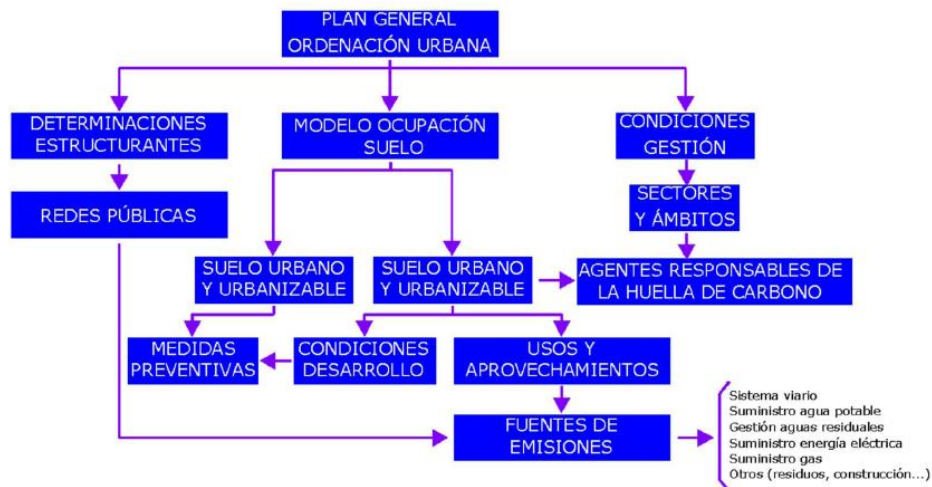 PLAN GENERAL
ORDENACIÓN URBANA
DETERMINACIONES
ESTRUCTURANTES
MODELO OCUPACIÓN
SUELO
CONDICIONES
GESTIÓN
REDES PÚBLICAS
SECTORES
Y ÁMBITOS
SUELO URBANO
Y URBANIZABLE
SUELO URBANO
Y URBANIZABLE
AGENTES RESPONSABLES DE
LA HUELLA DE CARBONO
MEDIDAS
PREVENTIVAS
CONDICIONES
DESARROLLO
USOS Y
APROVECHAMIENTOS
FUENTES DE
EMISIONES
Sistema viario
Suministro agua potable
Gestión aguas residuales
Suministro energía eléctrica
Suministro gas
Otros (residuos, construcción...)